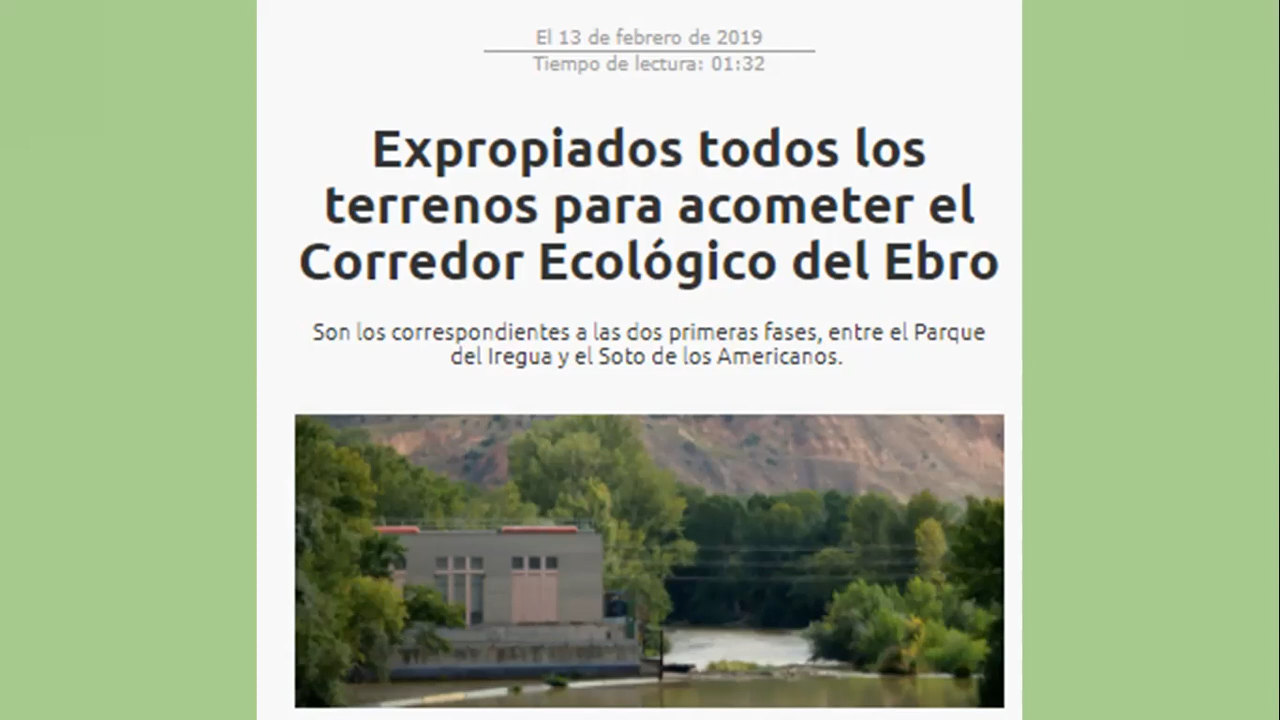 El 13 de febrero de 2019
Tiempo de lectura: 01:32
Expropiados todos los
terrenos para acometer el
Corredor Ecológico del Ebro
Son los correspondientes a las dos primeras fases, entre el Parque
del Iregua y el Soto de los Americanos.